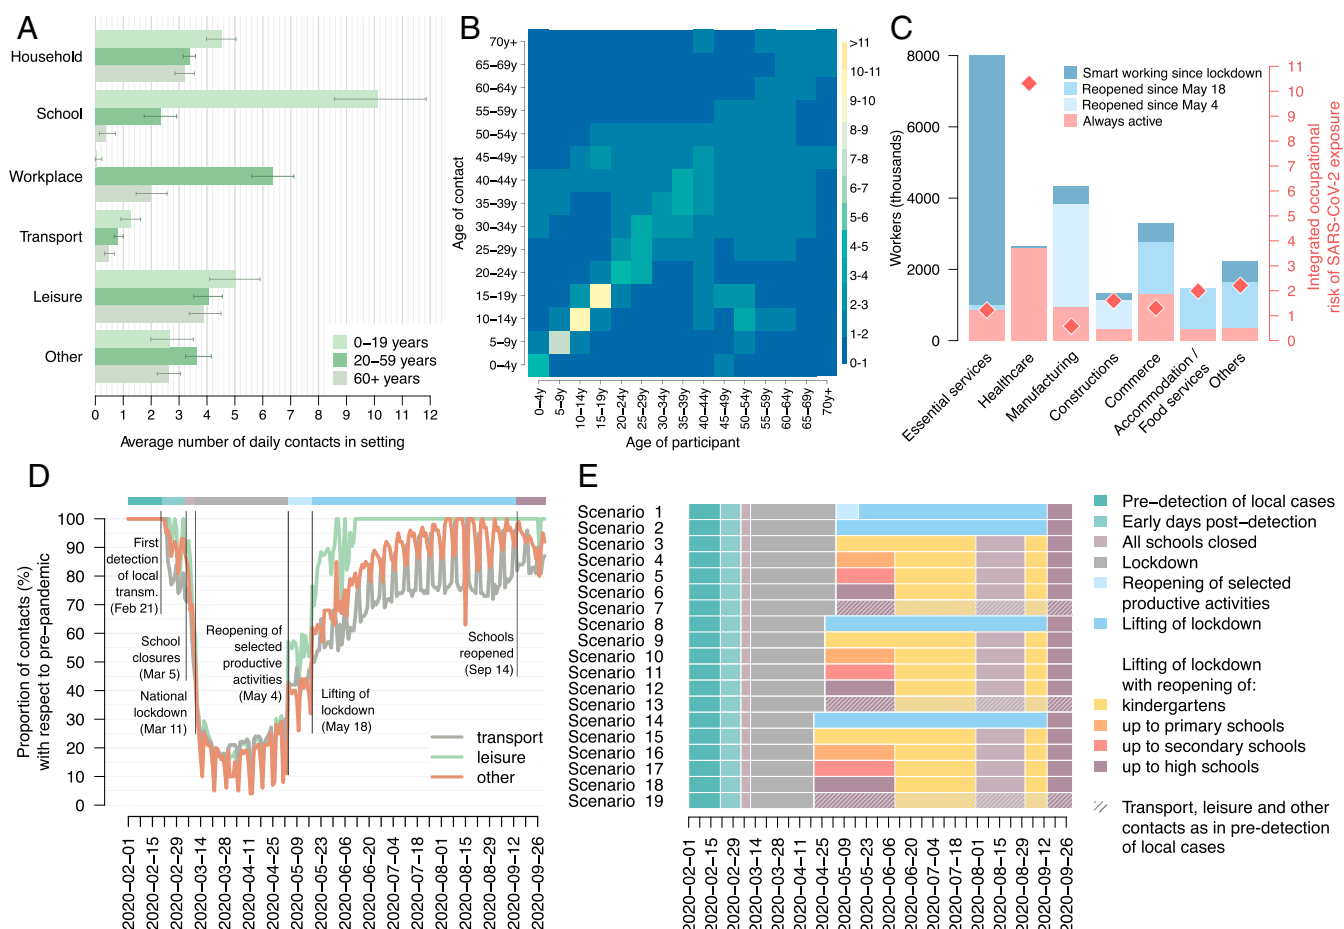 A
Household
School
Workplace
Transport
Leisure
Other
0−19 years
20−59 years
60+ years
0 1 2 3 4 5 6 7 8 9 10 11 12
Average number of daily contacts in setting
B
Age of contact
70y+
65−69y
60−64y
55−59y
50−54y
45−49y
40−44y
35−39y
30−34y
25−29y
20−24y
15−19y
10−14y
5−9y
0−4y
0−4y
5−9y
10−14y
15−19y
20−24y
25−29y
30−34y
35−39y
40−44y
45−49y
50−54y
55−59y
60−64y
65−69y
70y+
Age of participant
>11
10-11
9-10
8-9
7-8
6-7
5-6
4-5
3-4
2-3
1-2
0-1
C
Workers (thousands)
8000
6000
4000
2000
0
Smart working since lockdown
Reopened since May 18
Reopened since May 4
Always active
11
10
9
8
7
6
5
4
3
2
1
0
Integrated occupational
risk of SARS−CoV−2 exposure
Essential services
Healthcare
Manufacturing
Constructions
Commerce
Accomodation /
Food services
Others
D
Proportion of contacts (%)
with respect to pre−pandemic
100
90
80
70
60
50
40
30
20
10
0
First
detection
of local
transm.
(Feb 21)
School
closures
(Mar 5)
National
lockdown
(Mar 11)
Reopening of
selected
productive
activities
(May 4)
Lifting of
lockdown
(May 18)
Schools
reopened
(Sep 14)
transport
leisure
other
2020−02−01
2020−02−15
2020−02−29
2020−03−14
2020−03−28
2020−04−11
2020−04−25
2020−05−09
2020−05−23
2020−06−06
2020−06−20
2020−07−04
2020−07−18
2020−08−01
2020−08−15
2020−08−29
2020−09−12
2020−09−26
E
Scenario 1
Scenario 2
Scenario 3
Scenario 4
Scenario 5
Scenario 6
Scenario 7
Scenario 8
Scenario 9
Scenario 10
Scenario 11
Scenario 12
Scenario 13
Scenario 14
Scenario 15
Scenario 16
Scenario 17
Scenario 18
Scenario 19
2020−02−01
2020−02−15
2020−02−29
2020−03−14
2020−03−28
2020−04−11
2020−04−25
2020−05−09
2020−05−23
2020−06−06
2020−06−20
2020−07−04
2020−07−18
2020−08−01
2020−08−15
2020−08−29
2020−09−12
2020−09−26
Pre−detection of local cases
Early days post−detection
All schools closed
Lockdown
Reopening of selected
productive activities
Lifting of lockdown
Lifting of lockdown
with reopening of:
kindergartens
up to primary schools
up to secondary schools
up to high schools
Transport, leisure and other
contacts as in pre−detection
of local cases